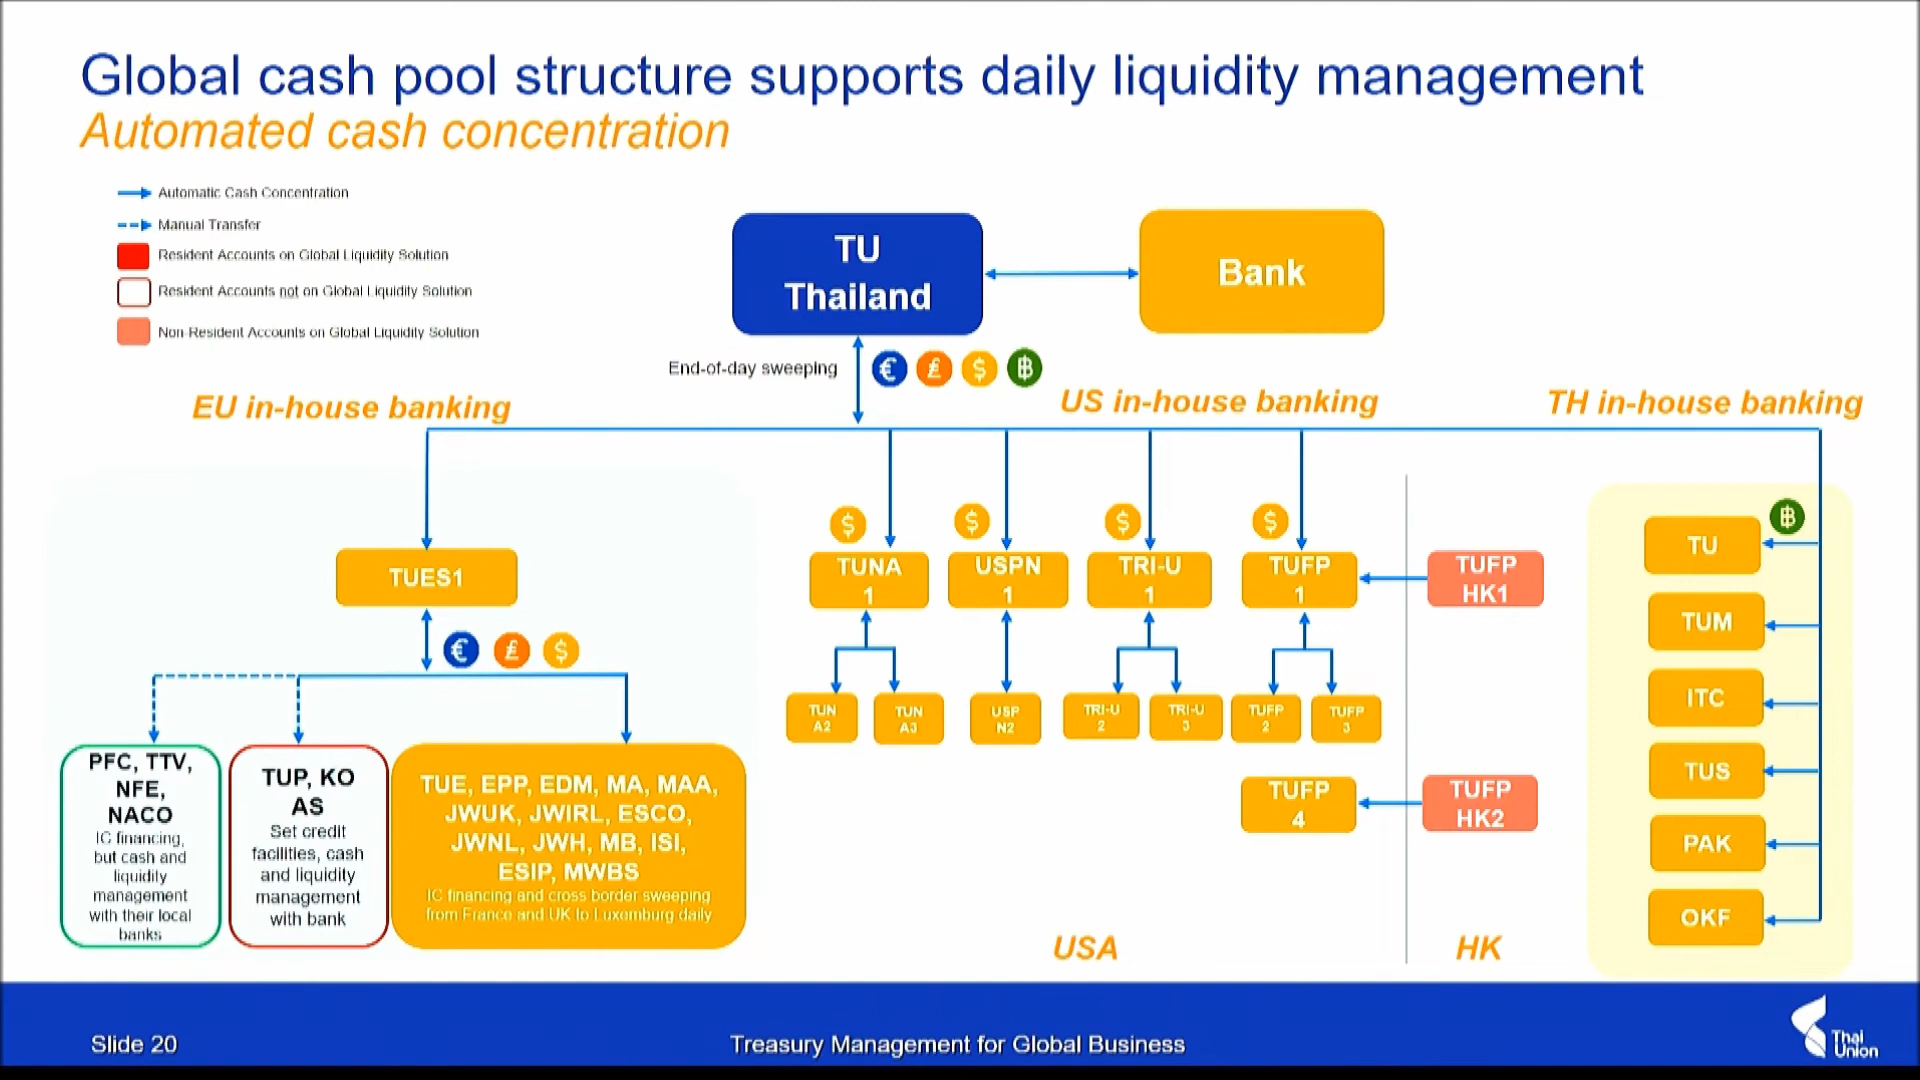 Global cash pool structure supports daily liquidity management
Automated cash concentration
Automatic Cash Concentration
Manual Transfer
Resident Accounts on Global Liquidity Solution
Resident Accounts not on Global Liquidity Solution
Non-Resident Accounts on Global Liquidity Solution
TU
Thailand
Bank
End-of-day sweeping
€ £ $ ฿
EU in-house banking
US in-house banking
TH in-house banking
TUES1
€ £ $
PFC, TTV,
NFE,
NACO
IC financing,
but cash and
liquidity
management
with their local
banks
TUP, KO
AS
Set credit
facilities, cash
and liquidity
management
with bank
TUE, EPP, EDM, MA, MAA,
JWUK, JWIRL, ESCO,
JWNL, JWH, MB, ISI,
ESIP, MWBS
IC financing and cross border sweeping
from France and UK to Luxemburg daily
$
TUNA
1
$
USPN
1
$
TRI-U
1
$
TUFP
1
TUFP
HK1
TUN
A2
TUN
A3
USP
N2
TRI-U
2
TRI-U
3
TUFP
2
TUFP
3
TUFP
4
TUFP
HK2
USA
HK
฿
TU
TUM
ITC
TUS
PAK
OKF
Slide 20
Treasury Management for Global Business
Thai
Union